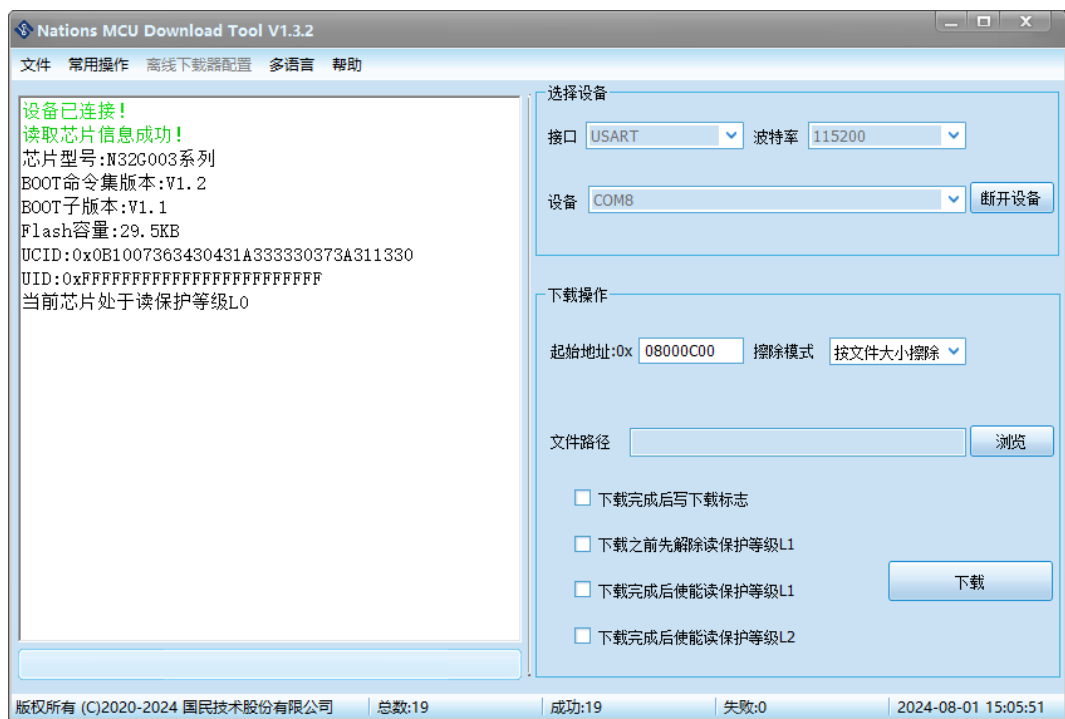 Nations MCU Download Tool V1.3.2
文件 常用操作 离线下载器配置 多语言 帮助
设备已连接!
读取芯片信息成功!
芯片型号:N32G003系列
BOOT命令集版本:V1.2
BOOT子版本:V1.1
Flash容量:29.5KB
UCID:0x0B1007363430431A333330373A311330
UID:0xFFFFFFFFFFFFFFFFFFFFFFFF
当前芯片处于读保护等级L0
选择设备
接口 USART 波特率 115200
设备 COM8 断开设备
下载操作
起始地址:0x 08000C00 擦除模式 按文件大小擦除
文件路径 浏览
下载完成后写下载标志
下载之前先解除读保护等级L1
下载完成后使能读保护等级L1
下载
下载完成后使能读保护等级L2
版权所有 (C)2020-2024 国民技术股份有限公司 总数:19 成功:19 失败:0 2024-08-01 15:05:51